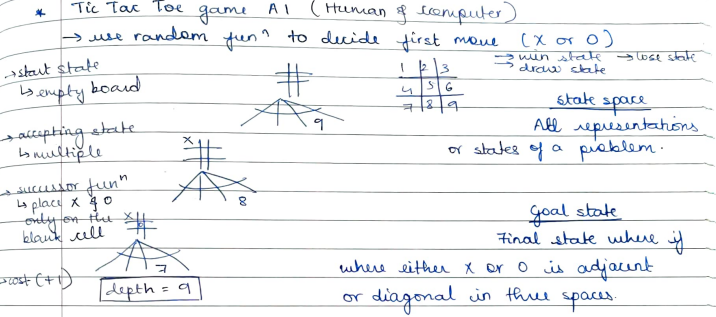 * Tic Tac Toe game AI (Human & computer)
→ use random funⁿ to decide first move (X or O)
→ win state → lose state
→ draw state
→ start state
↳ empty board
1 2 3
4 5 6
7 8 9
9
state space
All representations
or states of a problem.
→ accepting state
↳ multiple
X
8
→ successor funⁿ
↳ place X & O
only on the
blank cell
X
0
7
→ cost (+1)
depth = 9
Goal state
Final state where if
where either X or O is adjacent
or diagonal in three spaces.